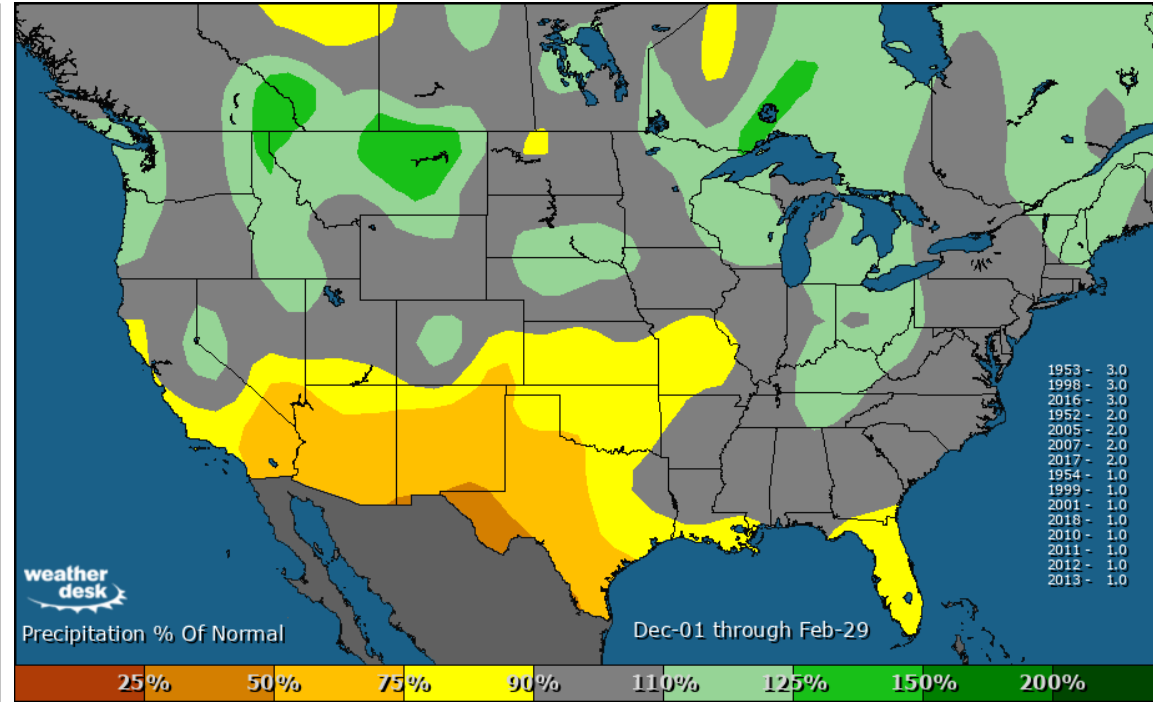 1953 - 3.0
1998 - 3.0
2016 - 3.0
1952 - 2.0
2005 - 2.0
2007 - 2.0
2017 - 2.0
1954 - 1.0
1999 - 1.0
2001 - 1.0
2018 - 1.0
2010 - 1.0
2011 - 1.0
2012 - 1.0
2013 - 1.0
weather
desk
Precipitation % Of Normal
Dec-01 through Feb-29
25% 50% 75% 90% 110% 125% 150% 200%